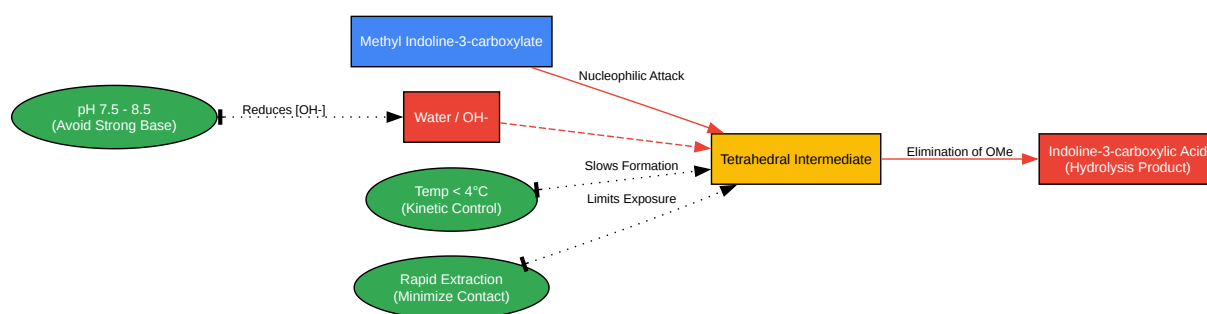 Methyl Indoline-3-carboxylate
Nucleophilic Attack
pH 7.5 - 8.5
(Avoid Strong Base)
Reduces [OH-]
Water / OH-
Tetrahedral Intermediate
Elimination of OMe
Indoline-3-carboxylic Acid
(Hydrolysis Product)
Slows Formation
Temp < 4°C
(Kinetic Control)
Limits Exposure
Rapid Extraction
(Minimize Contact)